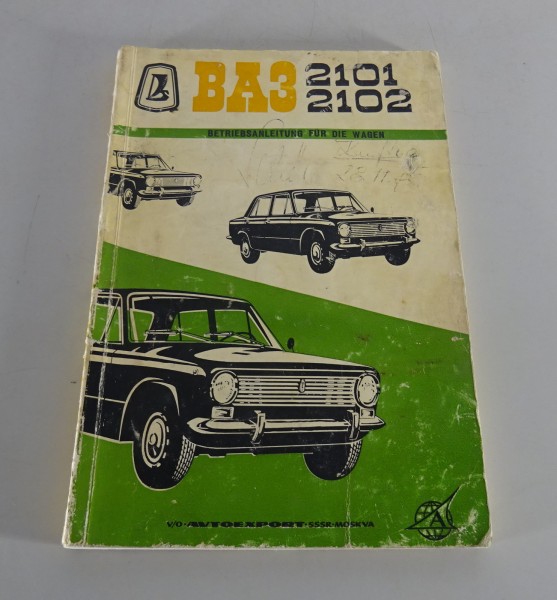 ВАЗ 2101
2102
BETRIEBSANLEITUNG FÜR DIE WAGEN
V/O·AVTOEXPORT·SSSR-MOSKVA